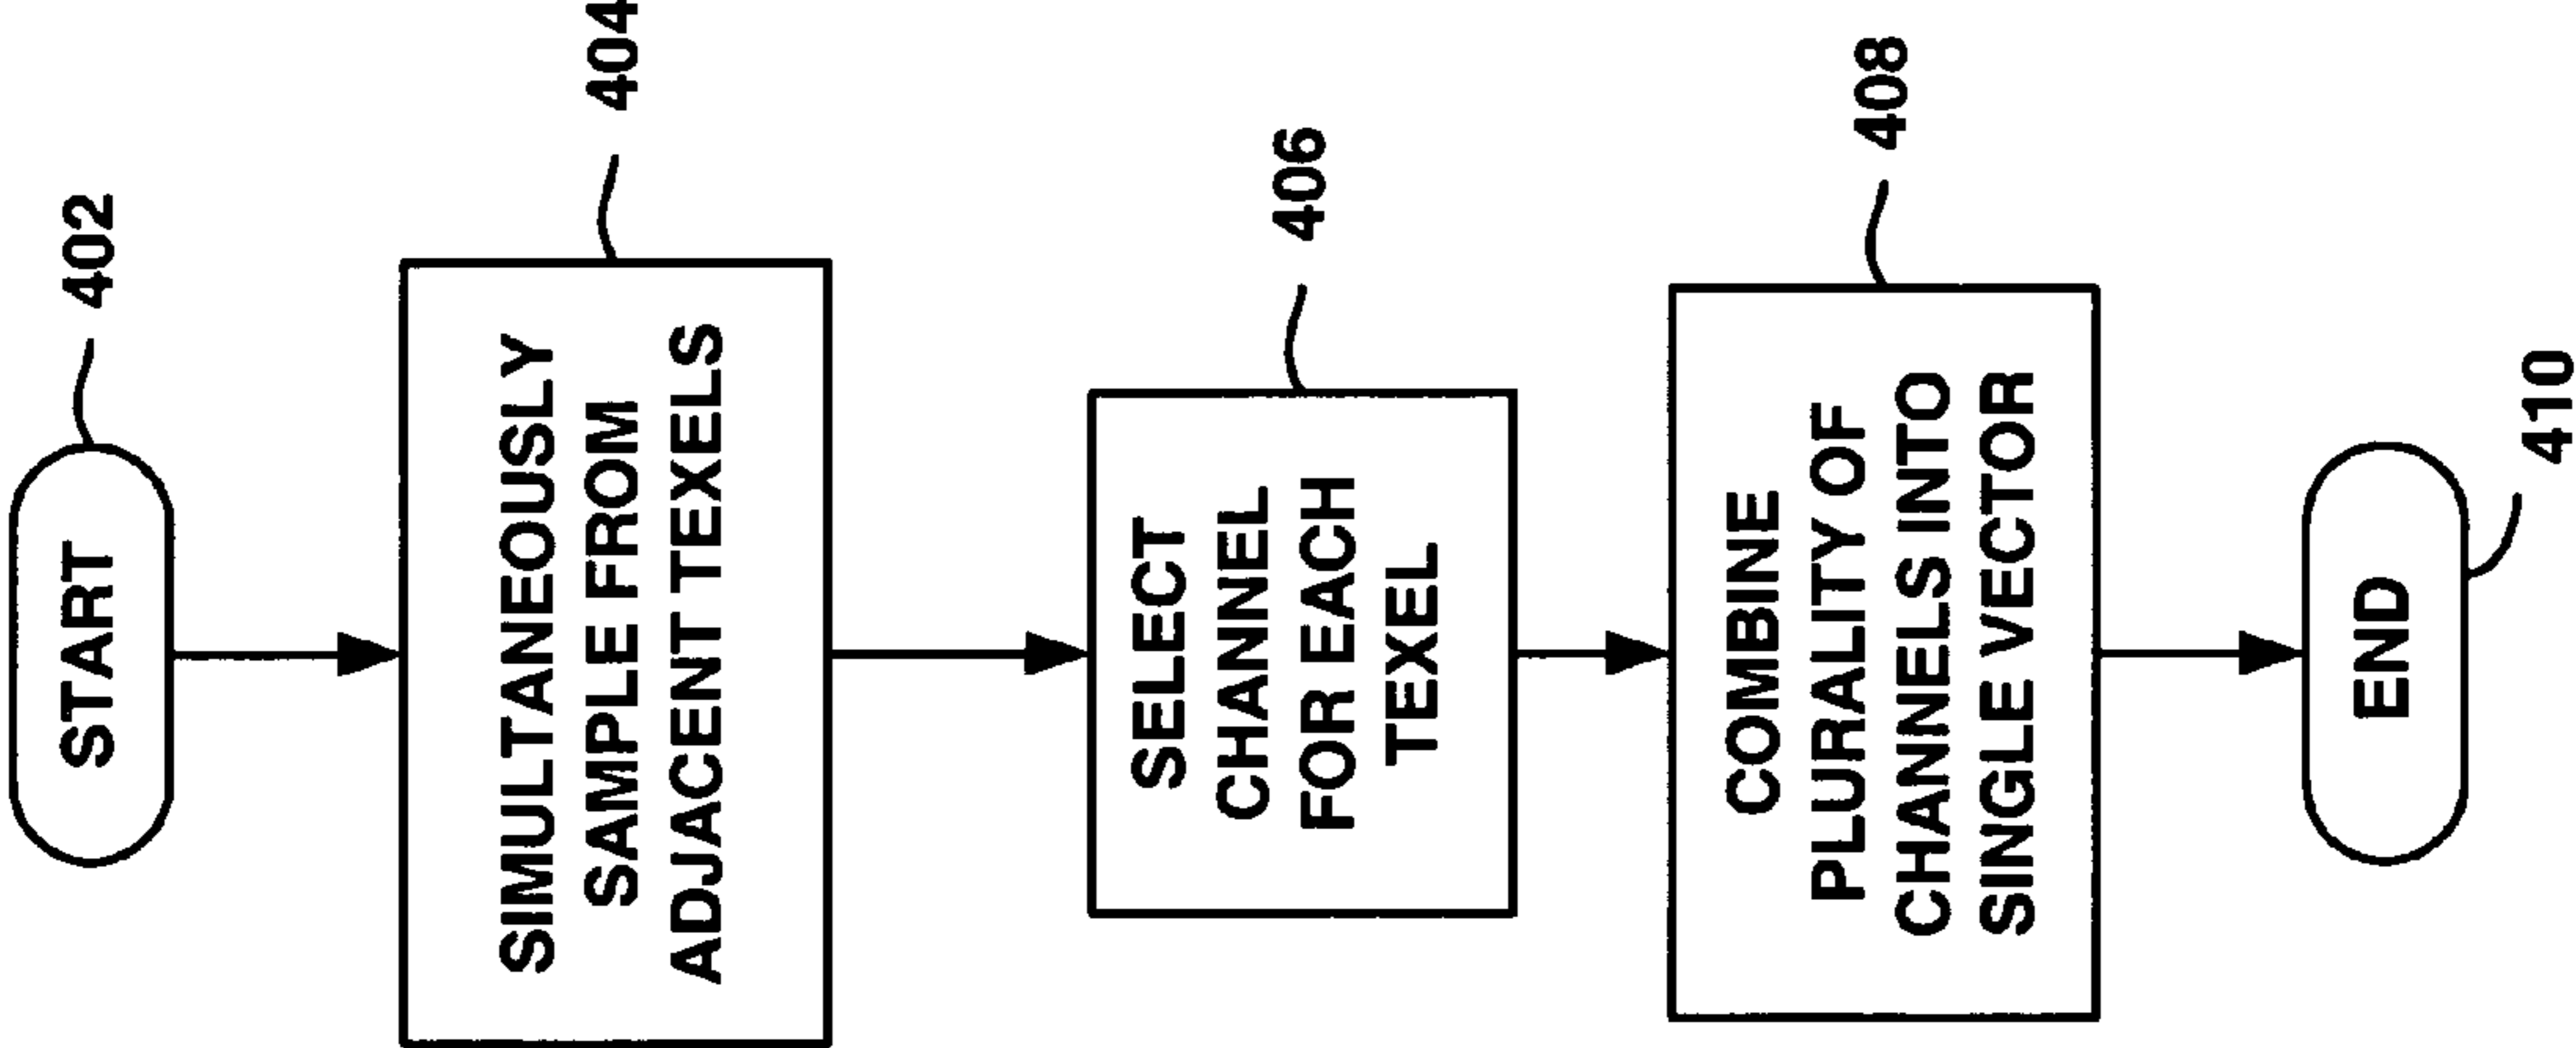 START
402
SIMULTANEOUSLY
SAMPLE FROM
ADJACENT TEXELS
404
SELECT
CHANNEL
FOR EACH
TEXEL
406
COMBINE
PLURALITY OF
CHANNELS INTO
SINGLE VECTOR
408
END
410